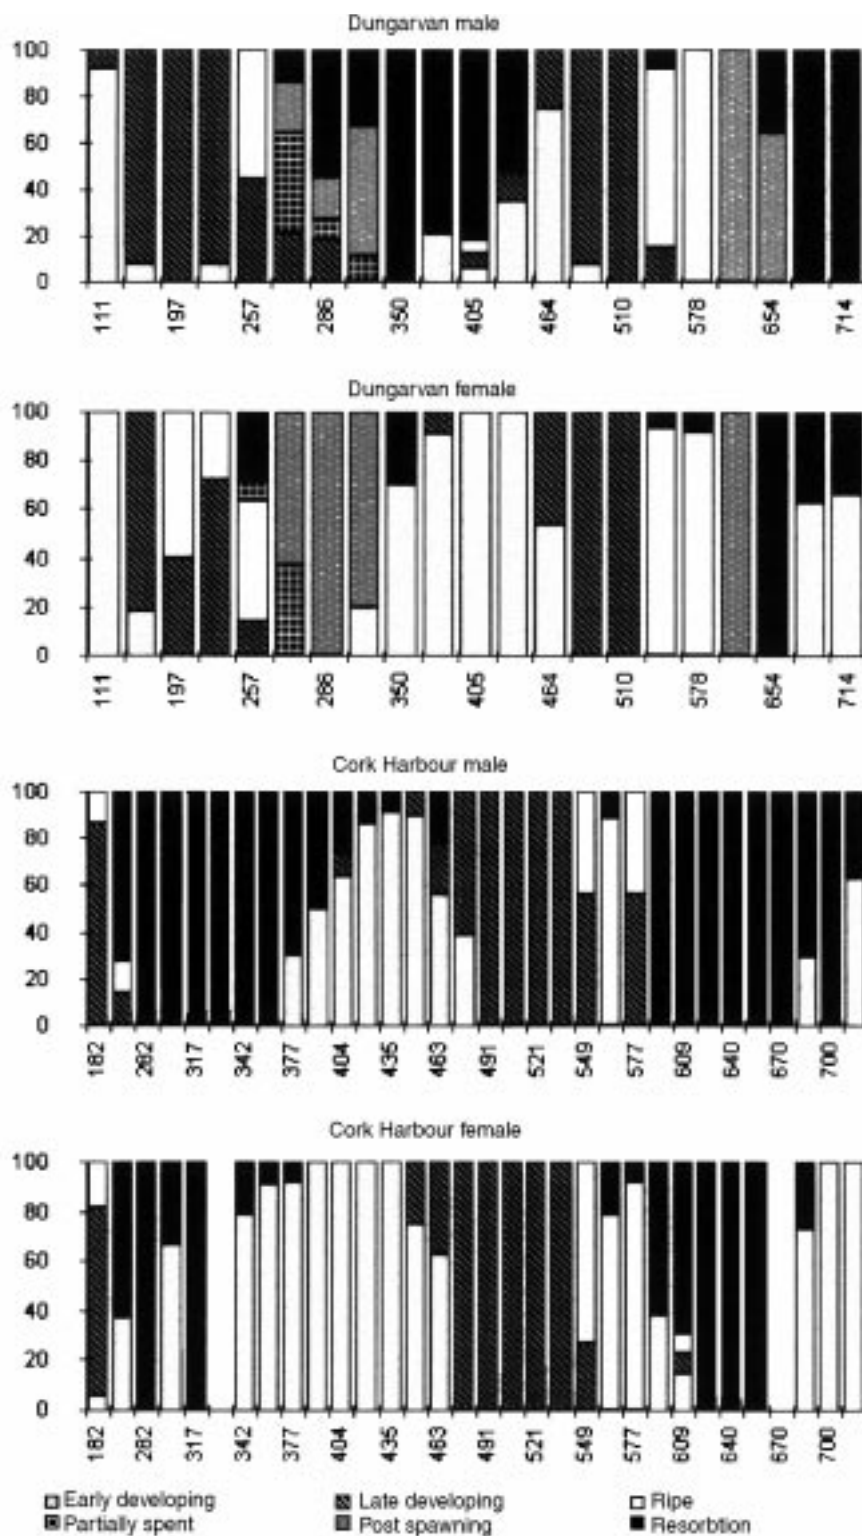 Dungarvan male
100
80
60
40
20
0
111 197 257 286 350 405 464 510 578 654 714
Dungarvan female
100
80
60
40
20
0
111 197 257 286 350 405 464 510 578 654 714
Cork Harbour male
100
80
60
40
20
0
182 282 317 342 377 404 435 463 491 521 549 577 609 640 670 700
Cork Harbour female
100
80
60
40
20
0
182 282 317 342 377 404 435 463 491 521 549 577 609 640 670 700
Early developing Late developing Ripe
Partially spent Post spawning Resorbtion